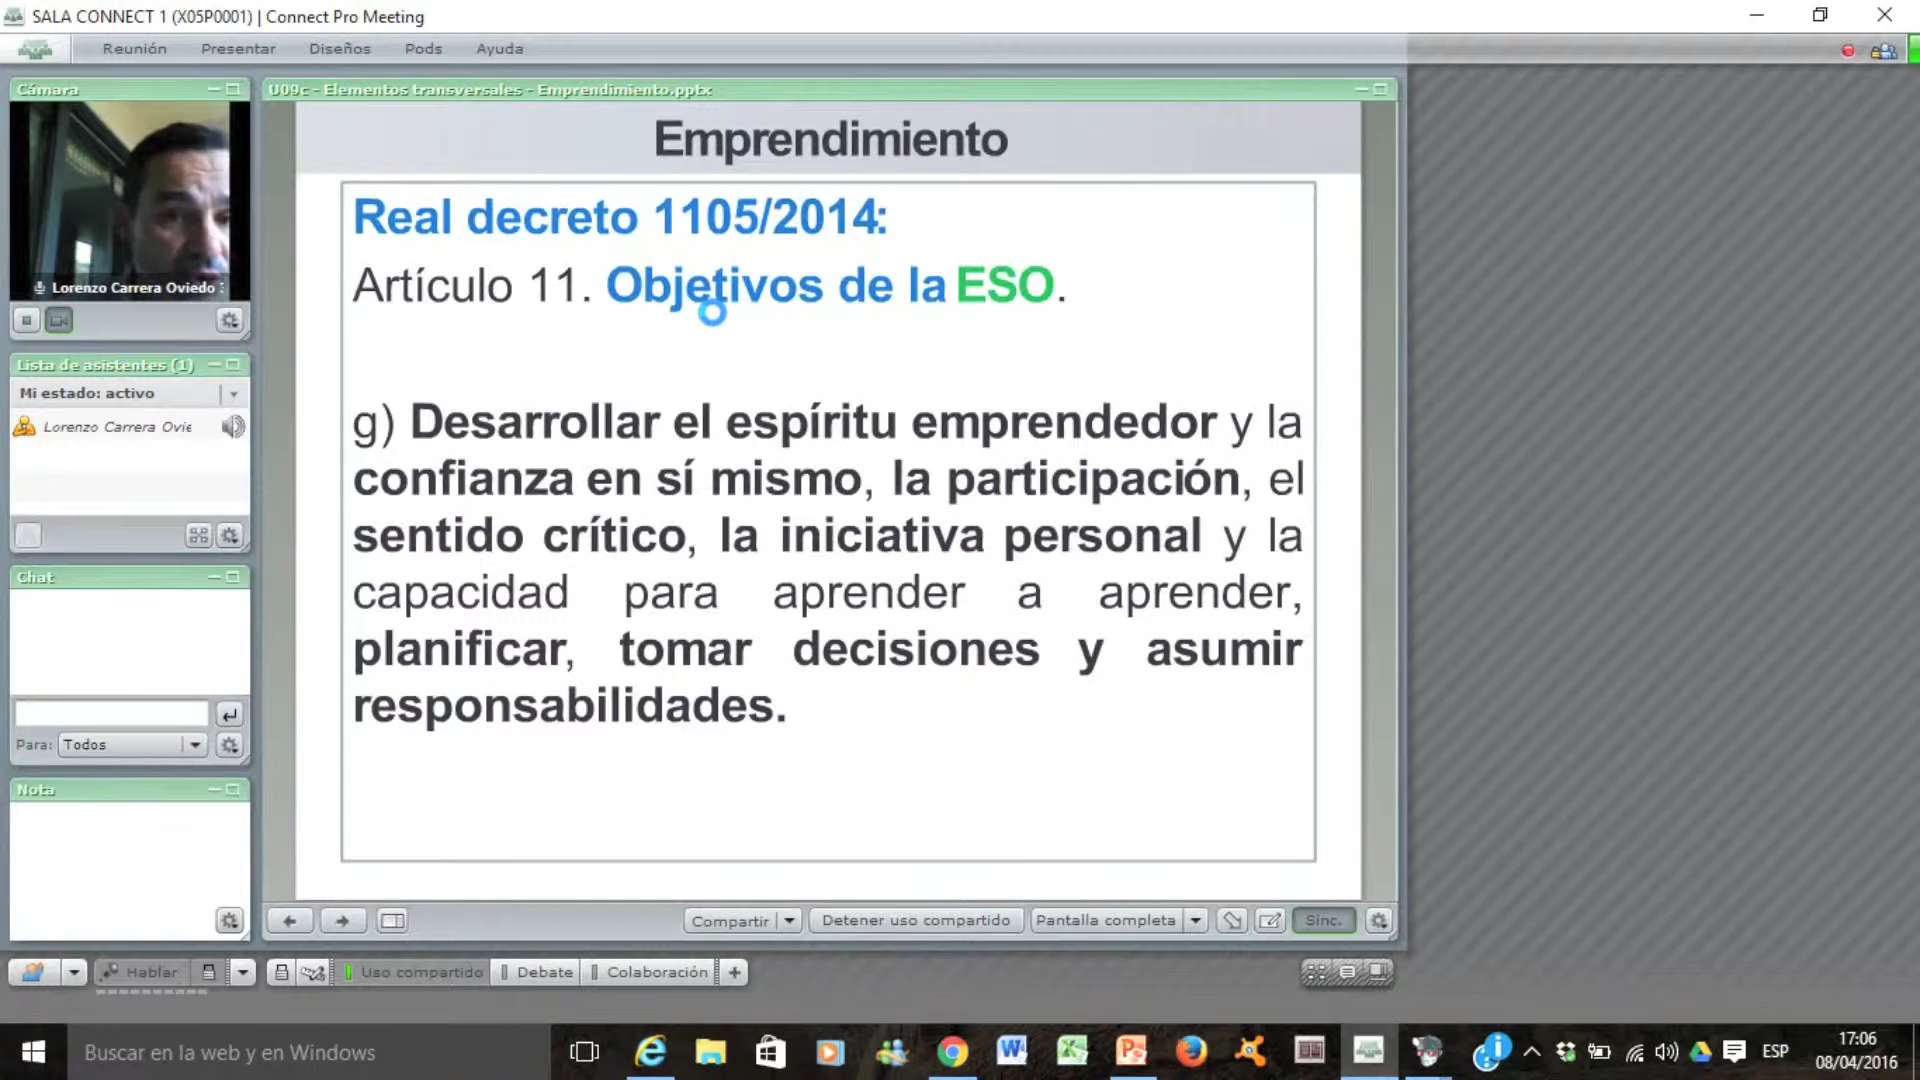 SALA CONNECT 1 (X05P0001) | Connect Pro Meeting
Reunión Presentar Diseños Pods Ayuda
Cámara
Lorenzo Carrera Oviedo
Lista de asistentes (1)
Mi estado: activo
Lorenzo Carrera Ovie
Chat
Para: Todos
Nota
U09c - Elementos transversales - Emprendimiento.pptx
Emprendimiento
Real decreto 1105/2014:
Artículo 11. Objetivos de la ESO.
g) Desarrollar el espíritu emprendedor y la
confianza en sí mismo, la participación, el
sentido crítico, la iniciativa personal y la
capacidad para aprender a aprender,
planificar, tomar decisiones y asumir
responsabilidades.
Compartir Detener uso compartido Pantalla completa Sinc.
Hablar Uso compartido Debate Colaboración
Buscar en la web y en Windows
ESP
17:06
08/04/2016